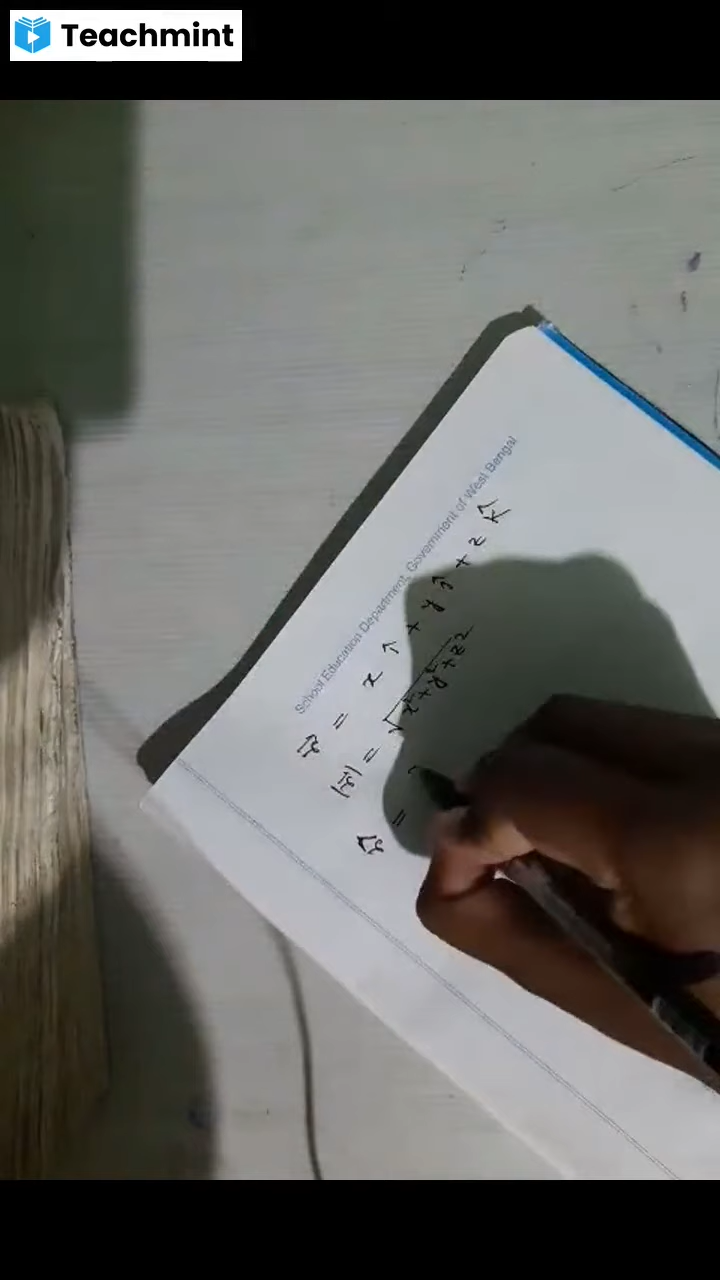 Teachmint
School Education Department, Government of West Bengal
r⃗ = x î + y ĵ + z k̂
|r⃗| = √x²+y²+z²
r⃗ =